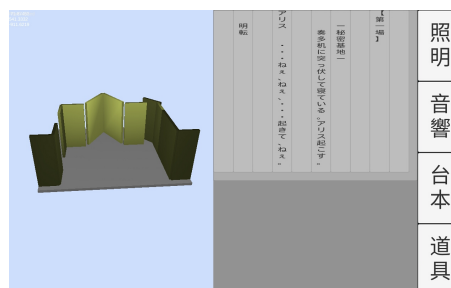 【第一場】
―秘密基地―
奏多机に突っ伏して寝ている。アリス起こす。
アリス ・・・ねぇ、ねぇ、・・・起きて、ねぇ。
明転
照明
音響
台本
道具